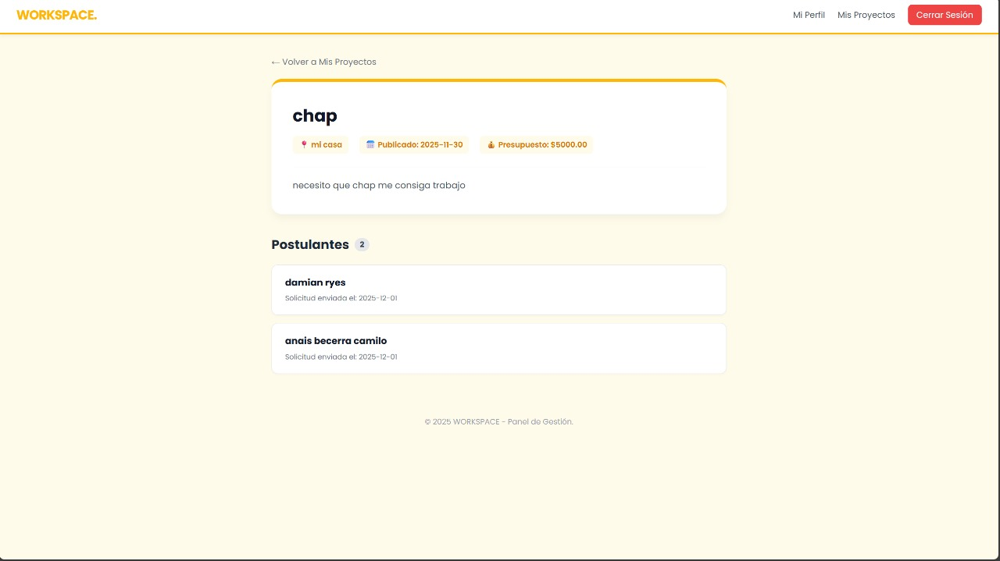 WORKSPACE.
Mi Perfil Mis Proyectos Cerrar Sesión
← Volver a Mis Proyectos
chap
📍 mi casa 📅 Publicado: 2025-11-30 💰 Presupuesto: $5000.00
necesito que chap me consiga trabajo
Postulantes 2
damian ryes
Solicitud enviada el: 2025-12-01
anais becerra camilo
Solicitud enviada el: 2025-12-01
© 2025 WORKSPACE - Panel de Gestión.